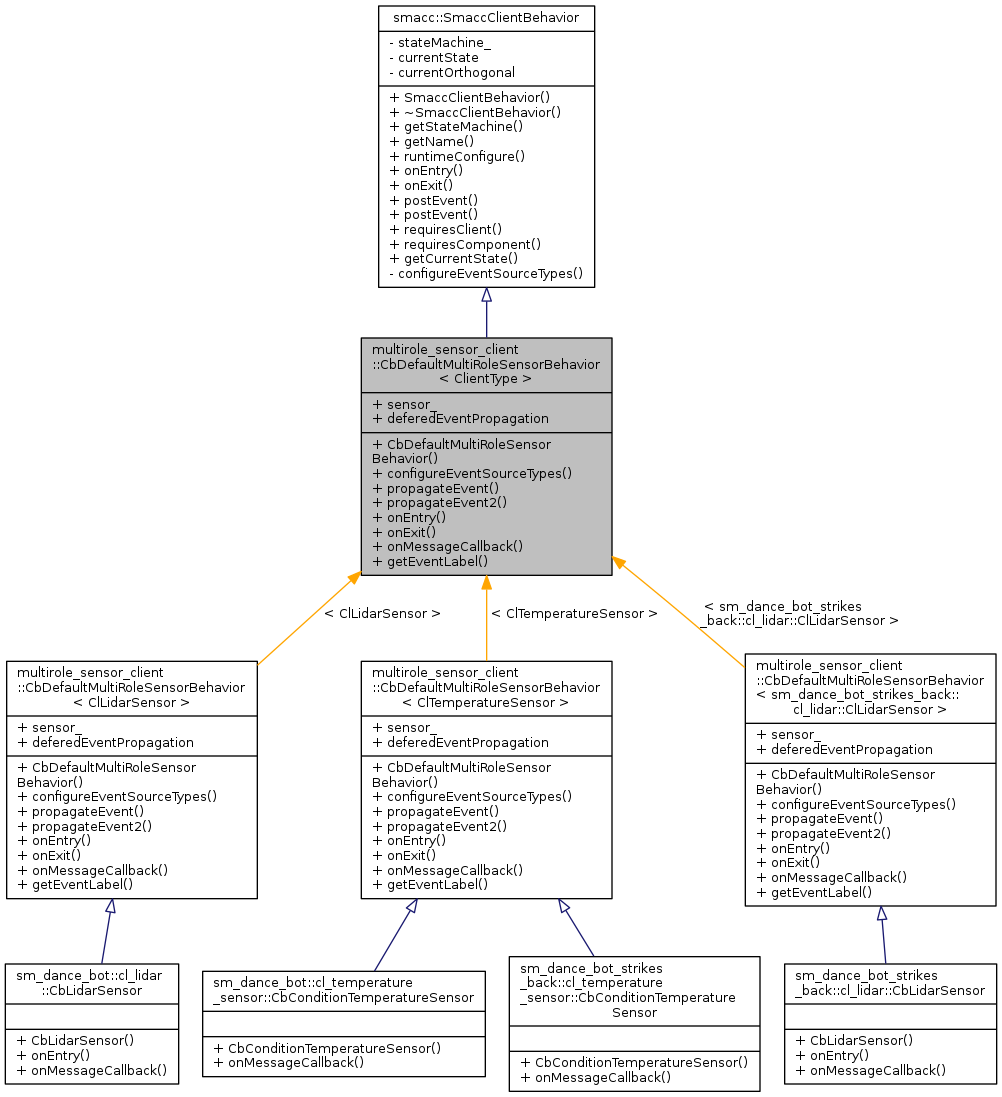 smacc::SmaccClientBehavior
- stateMachine_
- currentState
- currentOrthogonal
+ SmaccClientBehavior()
+ ~SmaccClientBehavior()
+ getStateMachine()
+ getName()
+ runtimeConfigure()
+ onEntry()
+ onExit()
+ postEvent()
+ postEvent()
+ requiresClient()
+ requiresComponent()
+ getCurrentState()
- configureEventSourceTypes()
multirole_sensor_client
::CbDefaultMultiRoleSensorBehavior
< ClientType >
+ sensor_
+ deferedEventPropagation
+ CbDefaultMultiRoleSensor
Behavior()
+ configureEventSourceTypes()
+ propagateEvent()
+ propagateEvent2()
+ onEntry()
+ onExit()
+ onMessageCallback()
+ getEventLabel()
< ClLidarSensor >
< ClTemperatureSensor >
< sm_dance_bot_strikes
_back::cl_lidar::ClLidarSensor >
multirole_sensor_client
::CbDefaultMultiRoleSensorBehavior
< ClLidarSensor >
+ sensor_
+ deferedEventPropagation
+ CbDefaultMultiRoleSensor
Behavior()
+ configureEventSourceTypes()
+ propagateEvent()
+ propagateEvent2()
+ onEntry()
+ onExit()
+ onMessageCallback()
+ getEventLabel()
multirole_sensor_client
::CbDefaultMultiRoleSensorBehavior
< ClTemperatureSensor >
+ sensor_
+ deferedEventPropagation
+ CbDefaultMultiRoleSensor
Behavior()
+ configureEventSourceTypes()
+ propagateEvent()
+ propagateEvent2()
+ onEntry()
+ onExit()
+ onMessageCallback()
+ getEventLabel()
multirole_sensor_client
::CbDefaultMultiRoleSensorBehavior
< sm_dance_bot_strikes_back::
cl_lidar::ClLidarSensor >
+ sensor_
+ deferedEventPropagation
+ CbDefaultMultiRoleSensor
Behavior()
+ configureEventSourceTypes()
+ propagateEvent()
+ propagateEvent2()
+ onEntry()
+ onExit()
+ onMessageCallback()
+ getEventLabel()
sm_dance_bot::cl_lidar
::CbLidarSensor
+ CbLidarSensor()
+ onEntry()
+ onMessageCallback()
sm_dance_bot::cl_temperature
_sensor::CbConditionTemperatureSensor
+ CbConditionTemperatureSensor()
+ onMessageCallback()
sm_dance_bot_strikes
_back::cl_temperature
_sensor::CbConditionTemperature
Sensor
+ CbConditionTemperatureSensor()
+ onMessageCallback()
sm_dance_bot_strikes
_back::cl_lidar::CbLidarSensor
+ CbLidarSensor()
+ onEntry()
+ onMessageCallback()